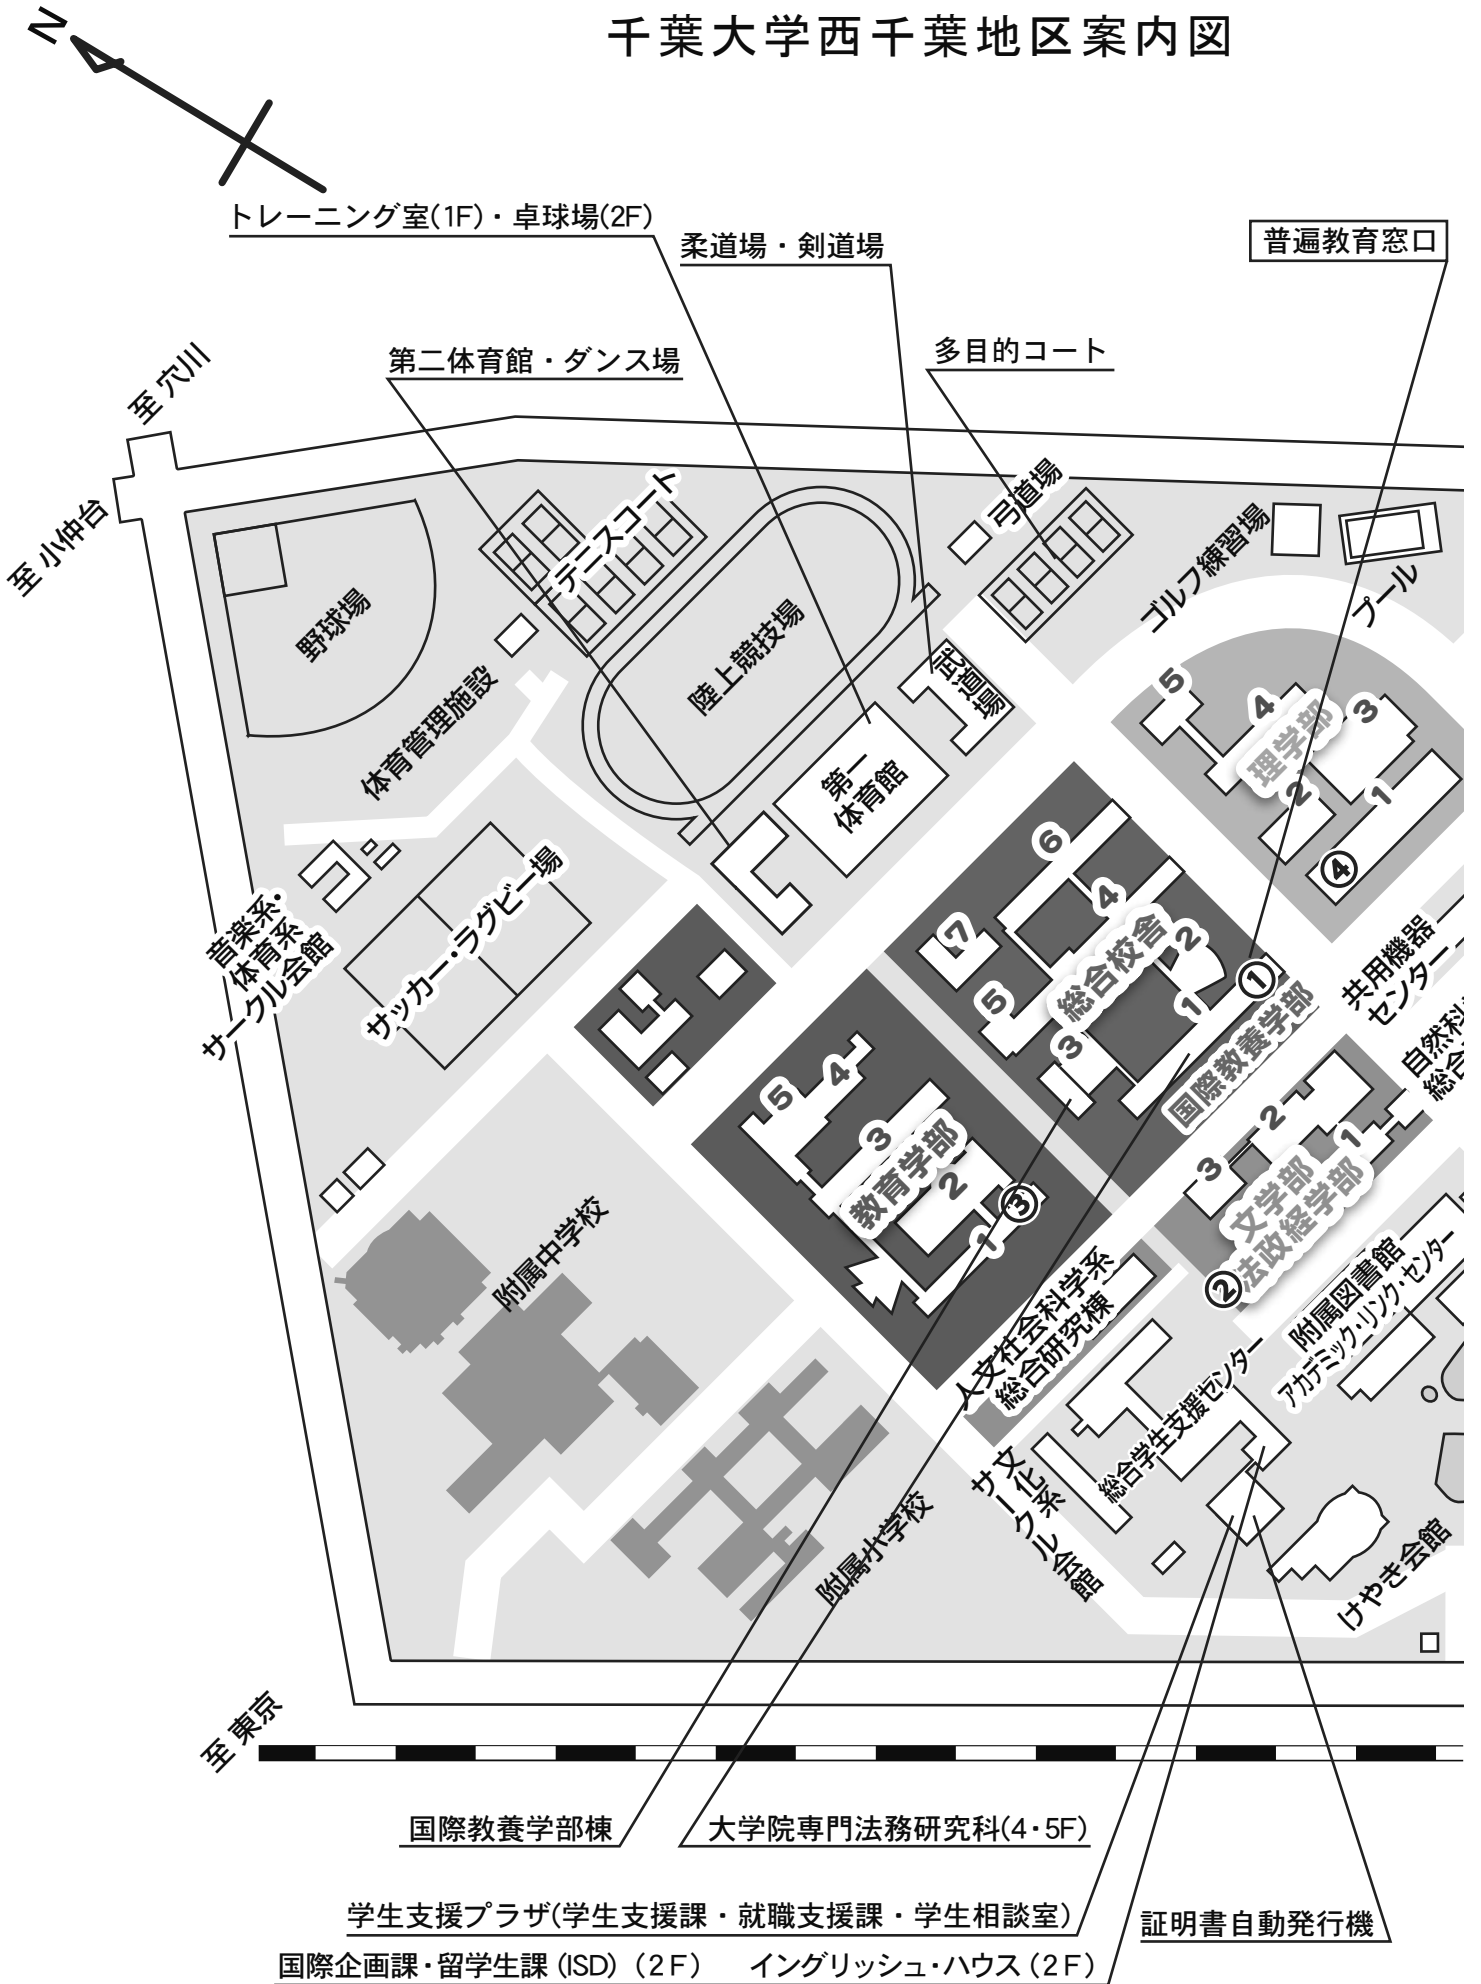 千葉大学西千葉地区案内図
N
トレーニング室(1F)・卓球場(2F)
柔道場・剣道場
普遍教育窓口
第二体育館・ダンス場
多目的コート
至 穴川
至 小仲台
テニスコート
弓道場
ゴルフ練習場
プール
野球場
陸上競技場
武道場
体育管理施設
第一
体育館
5
4
3
理学部
2
1
④
音楽系・
体育系
サークル会館
サッカー・ラグビー場
6
4
7
2
総合校舎
5
1
①
3
国際教養学部
共用機器
センター
自然科
総合
5
4
3
教育学部
2
③
1
2
1
3
文学部
法政経学部
②
附属中学校
人文社会科学系
総合研究棟
附属図書館
アカデミック・リンク・センター
総合学生支援センター
文化系
サークル会館
附属小学校
けやき会館
至 東京
国際教養学部棟
大学院専門法務研究科(4・5F)
学生支援プラザ(学生支援課・就職支援課・学生相談室)
証明書自動発行機
国際企画課・留学生課 (ISD)（2F） イングリッシュ・ハウス（2F）